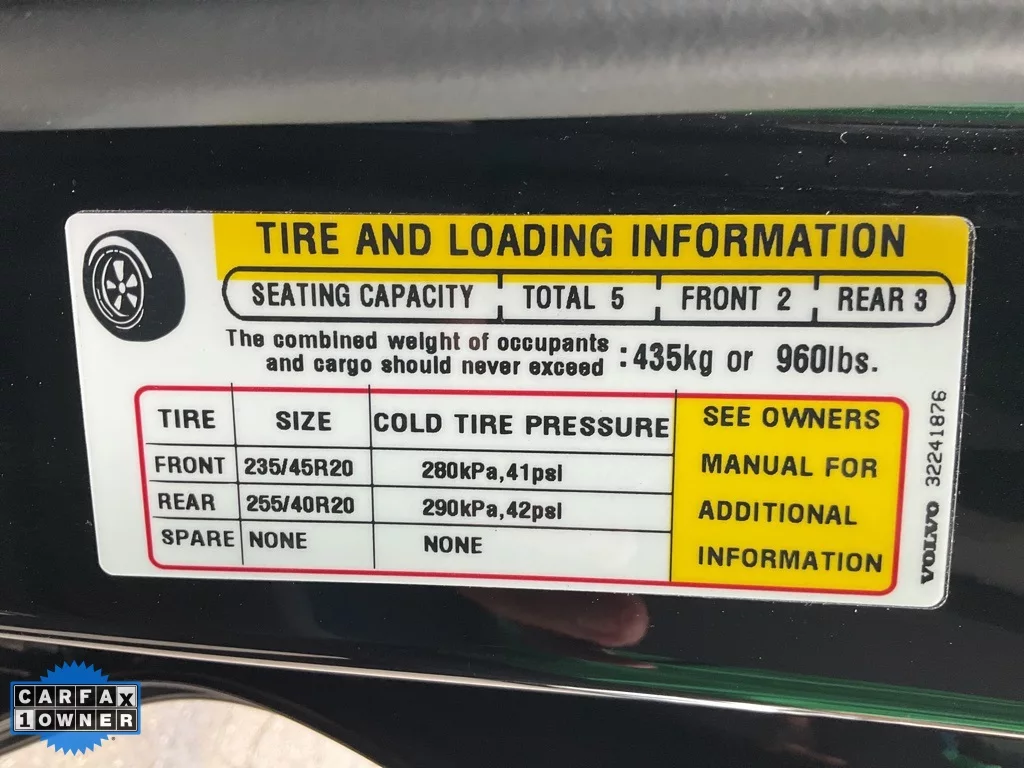 TIRE AND LOADING INFORMATION
SEATING CAPACITY TOTAL 5 FRONT 2 REAR 3
The combined weight of occupants
and cargo should never exceed : 435kg or 960lbs.
TIRE SIZE COLD TIRE PRESSURE
FRONT 235/45R20 280kPa,41psi
REAR 255/40R20 290kPa,42psi
SPARE NONE NONE
SEE OWNERS
MANUAL FOR
ADDITIONAL
INFORMATION
VOLVO 32241876
CARFAX
1 OWNER